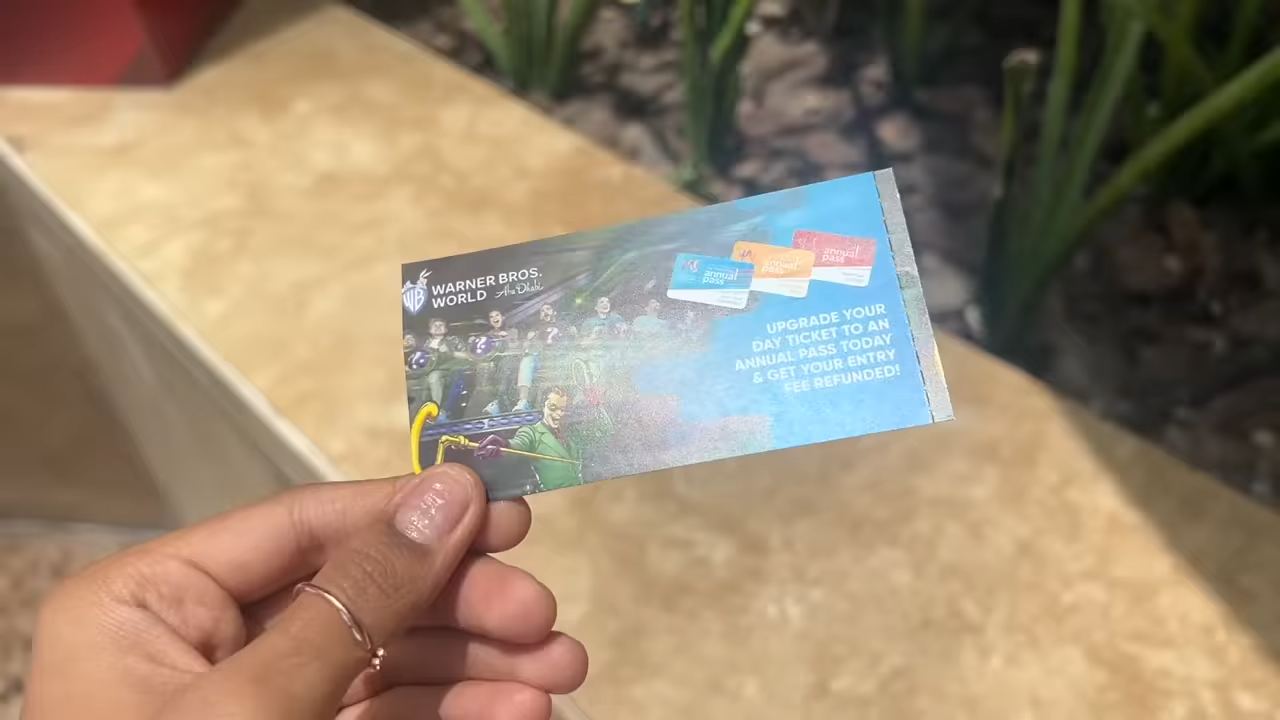 WB
WARNER BROS.
WORLD Abu Dhabi
annual
pass
annual
pass
annual
pass
UPGRADE YOUR
DAY TICKET TO AN
ANNUAL PASS TODAY
& GET YOUR ENTRY
FEE REFUNDED!
?
?
?